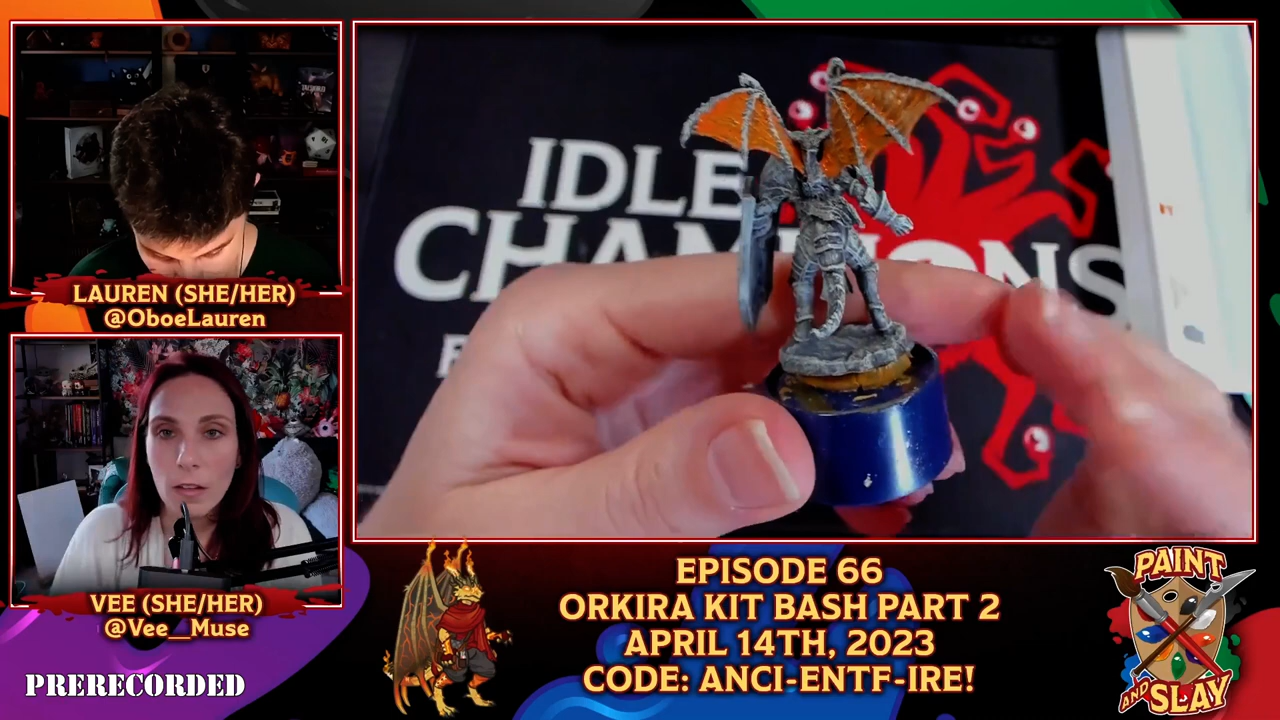 LAUREN (SHE/HER)
@OboeLauren
VEE (SHE/HER)
@Vee__Muse
PRERECORDED
IDLE
CHAMPIONS
EPISODE 66
ORKIRA KIT BASH PART 2
APRIL 14TH, 2023
CODE: ANCI-ENTF-IRE!
PAINT
AND SLAY